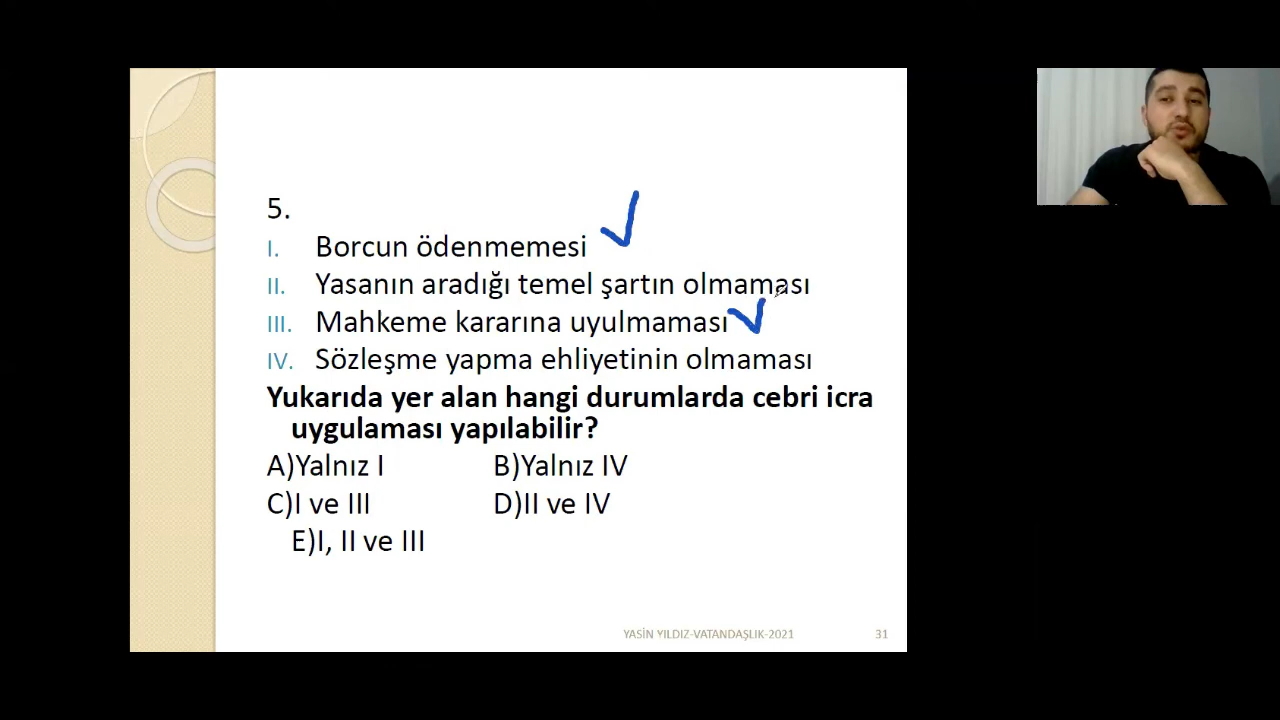 5.
I. Borcun ödenmemesi
II. Yasanın aradığı temel şartın olmaması
III. Mahkeme kararına uyulmaması
IV. Sözleşme yapma ehliyetinin olmaması
Yukarıda yer alan hangi durumlarda cebri icra
uygulaması yapılabilir?
A)Yalnız I B)Yalnız IV
C)I ve III D)II ve IV
E)I, II ve III
YASİN YILDIZ-VATANDAŞLIK-2021 31